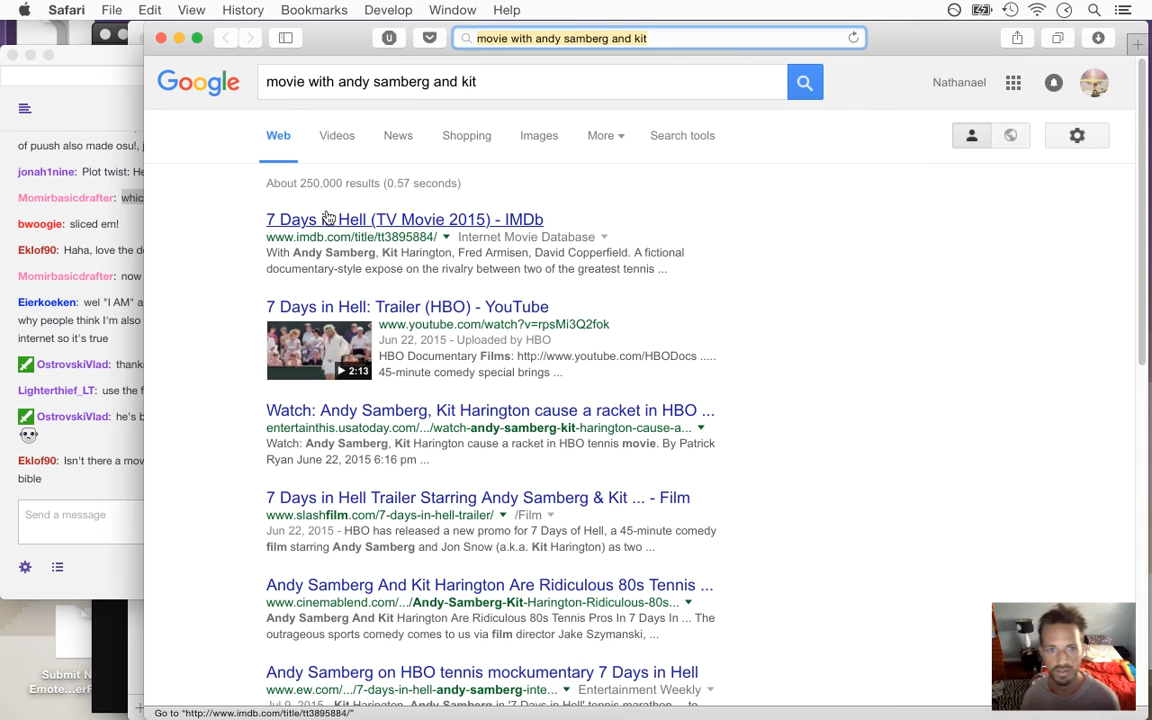 Safari File Edit View History Bookmarks Develop Window Help
movie with andy samberg and kit
Google
movie with andy samberg and kit
Nathanael
Web Videos News Shopping Images More Search tools
About 250,000 results (0.57 seconds)
7 Days in Hell (TV Movie 2015) - IMDb
www.imdb.com/title/tt3895884/ Internet Movie Database
With Andy Samberg, Kit Harington, Fred Armisen, David Copperfield. A fictional
documentary-style expose on the rivalry between two of the greatest tennis ...
7 Days in Hell: Trailer (HBO) - YouTube
www.youtube.com/watch?v=rpsMi3Q2fok
Jun 22, 2015 - Uploaded by HBO
HBO Documentary Films: http://www.youtube.com/HBODocs .....
45-minute comedy special brings ...
2:13
Watch: Andy Samberg, Kit Harington cause a racket in HBO ...
entertainthis.usatoday.com/.../watch-andy-samberg-kit-harington-cause-a...
Watch: Andy Samberg, Kit Harington cause a racket in HBO tennis movie. By Patrick
Ryan June 22, 2015 6:16 pm ...
7 Days in Hell Trailer Starring Andy Samberg & Kit ... - Film
www.slashfilm.com/7-days-in-hell-trailer/ /Film
Jun 22, 2015 - HBO has released a new promo for 7 Days of Hell, a 45-minute comedy
film starring Andy Samberg and Jon Snow (a.k.a. Kit Harington) as two ...
Andy Samberg And Kit Harington Are Ridiculous 80s Tennis ...
www.cinemablend.com/.../Andy-Samberg-Kit-Harington-Ridiculous-80s...
Andy Samberg And Kit Harington Are Ridiculous 80s Tennis Pros In 7 Days In ... The
outrageous sports comedy comes to us via film director Jake Szymanski, ...
Andy Samberg on HBO tennis mockumentary 7 Days in Hell
www.ew.com/.../7-days-in-hell-andy-samberg-inte... Entertainment Weekly
Go to "http://www.imdb.com/title/tt3895884/"
of puush also made osu!, j
jonah1nine: Plot twist: He
Momirbasicdrafter: whic
bwoogie: sliced em!
Eklof90: Haha, love the d
Momirbasicdrafter: now
Eierkoeken: wel "I AM" a
why people think I'm also
internet so it's true
OstrovskiVlad: thank
Lighterthief_LT: use the f
OstrovskiVlad: he's b
Eklof90: Isn't there a mov
bible
Send a message
Submit N
Emote...erF